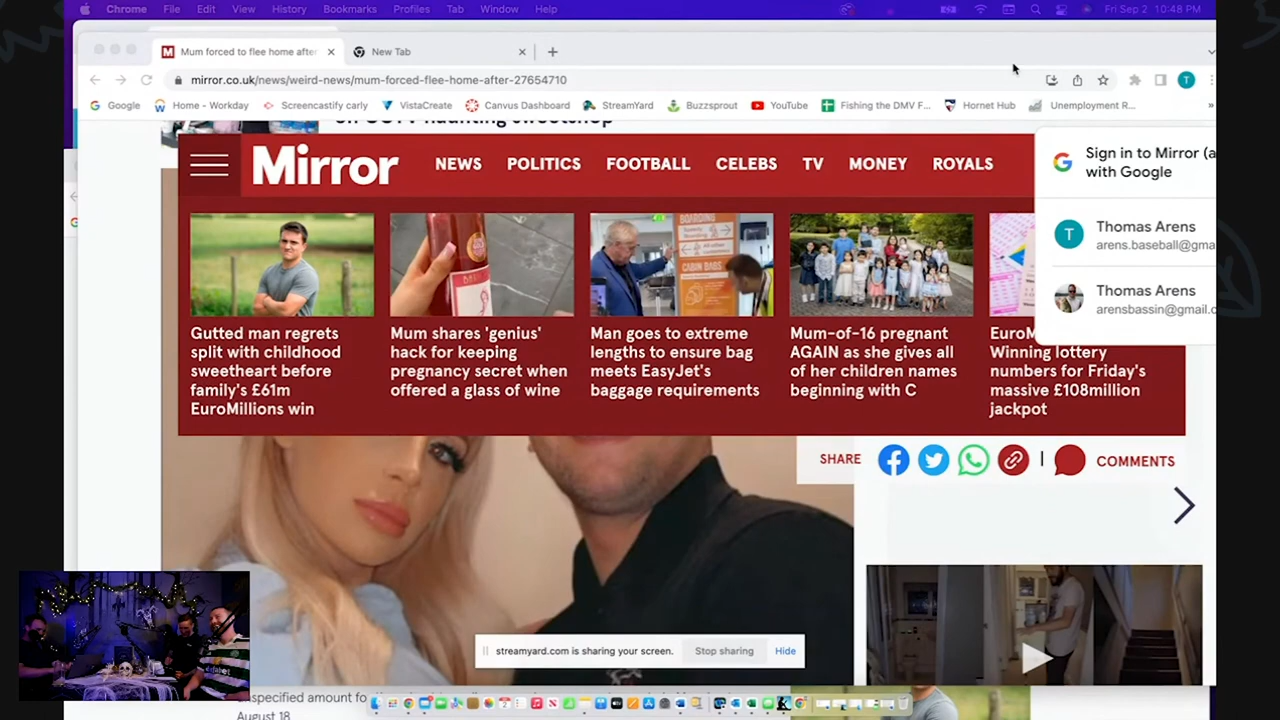 Chrome File Edit View History Bookmarks Profiles Tab Window Help Fri Sep 2 10:48 PM
Mum forced to flee home after New Tab
mirror.co.uk/news/weird-news/mum-forced-flee-home-after-27654710 T
Google Home - Workday Screencastify carly VistaCreate Canvus Dashboard StreamYard Buzzsprout YouTube Fishing the DMV F... Hornet Hub Unemployment R... »
on CCTV haunting sweetshop
Mirror NEWS POLITICS FOOTBALL CELEBS TV MONEY ROYALS
Sign in to Mirror (a
with Google
T Thomas Arens
arens.baseball@gma
Thomas Arens
arensbassin@gmail.c
BOARDING
CABIN BAGS
Gutted man regrets
split with childhood
sweetheart before
family's £61m
EuroMillions win
Mum shares 'genius'
hack for keeping
pregnancy secret when
offered a glass of wine
Man goes to extreme
lengths to ensure bag
meets EasyJet's
baggage requirements
Mum-of-16 pregnant
AGAIN as she gives all
of her children names
beginning with C
EuroM
Winning lottery
numbers for Friday's
massive £108million
jackpot
SHARE | COMMENTS
streamyard.com is sharing your screen. Stop sharing Hide
unspecified amount fo
August 18